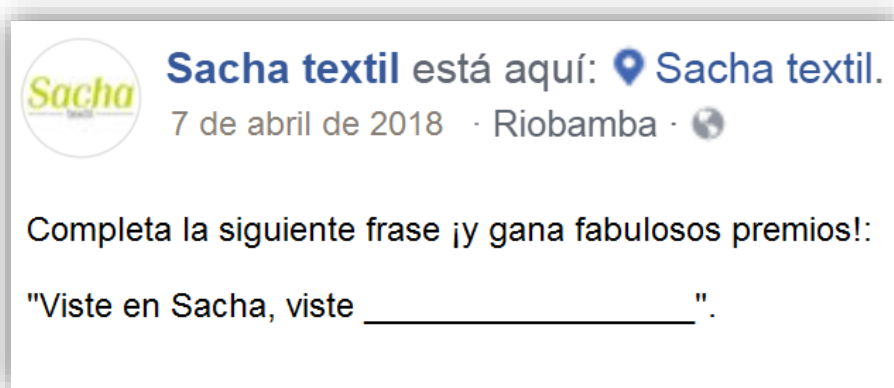 Sacha
textil
Sacha textil está aquí: Sacha textil.
7 de abril de 2018 · Riobamba ·
Completa la siguiente frase ¡y gana fabulosos premios!:
"Viste en Sacha, viste __________________".